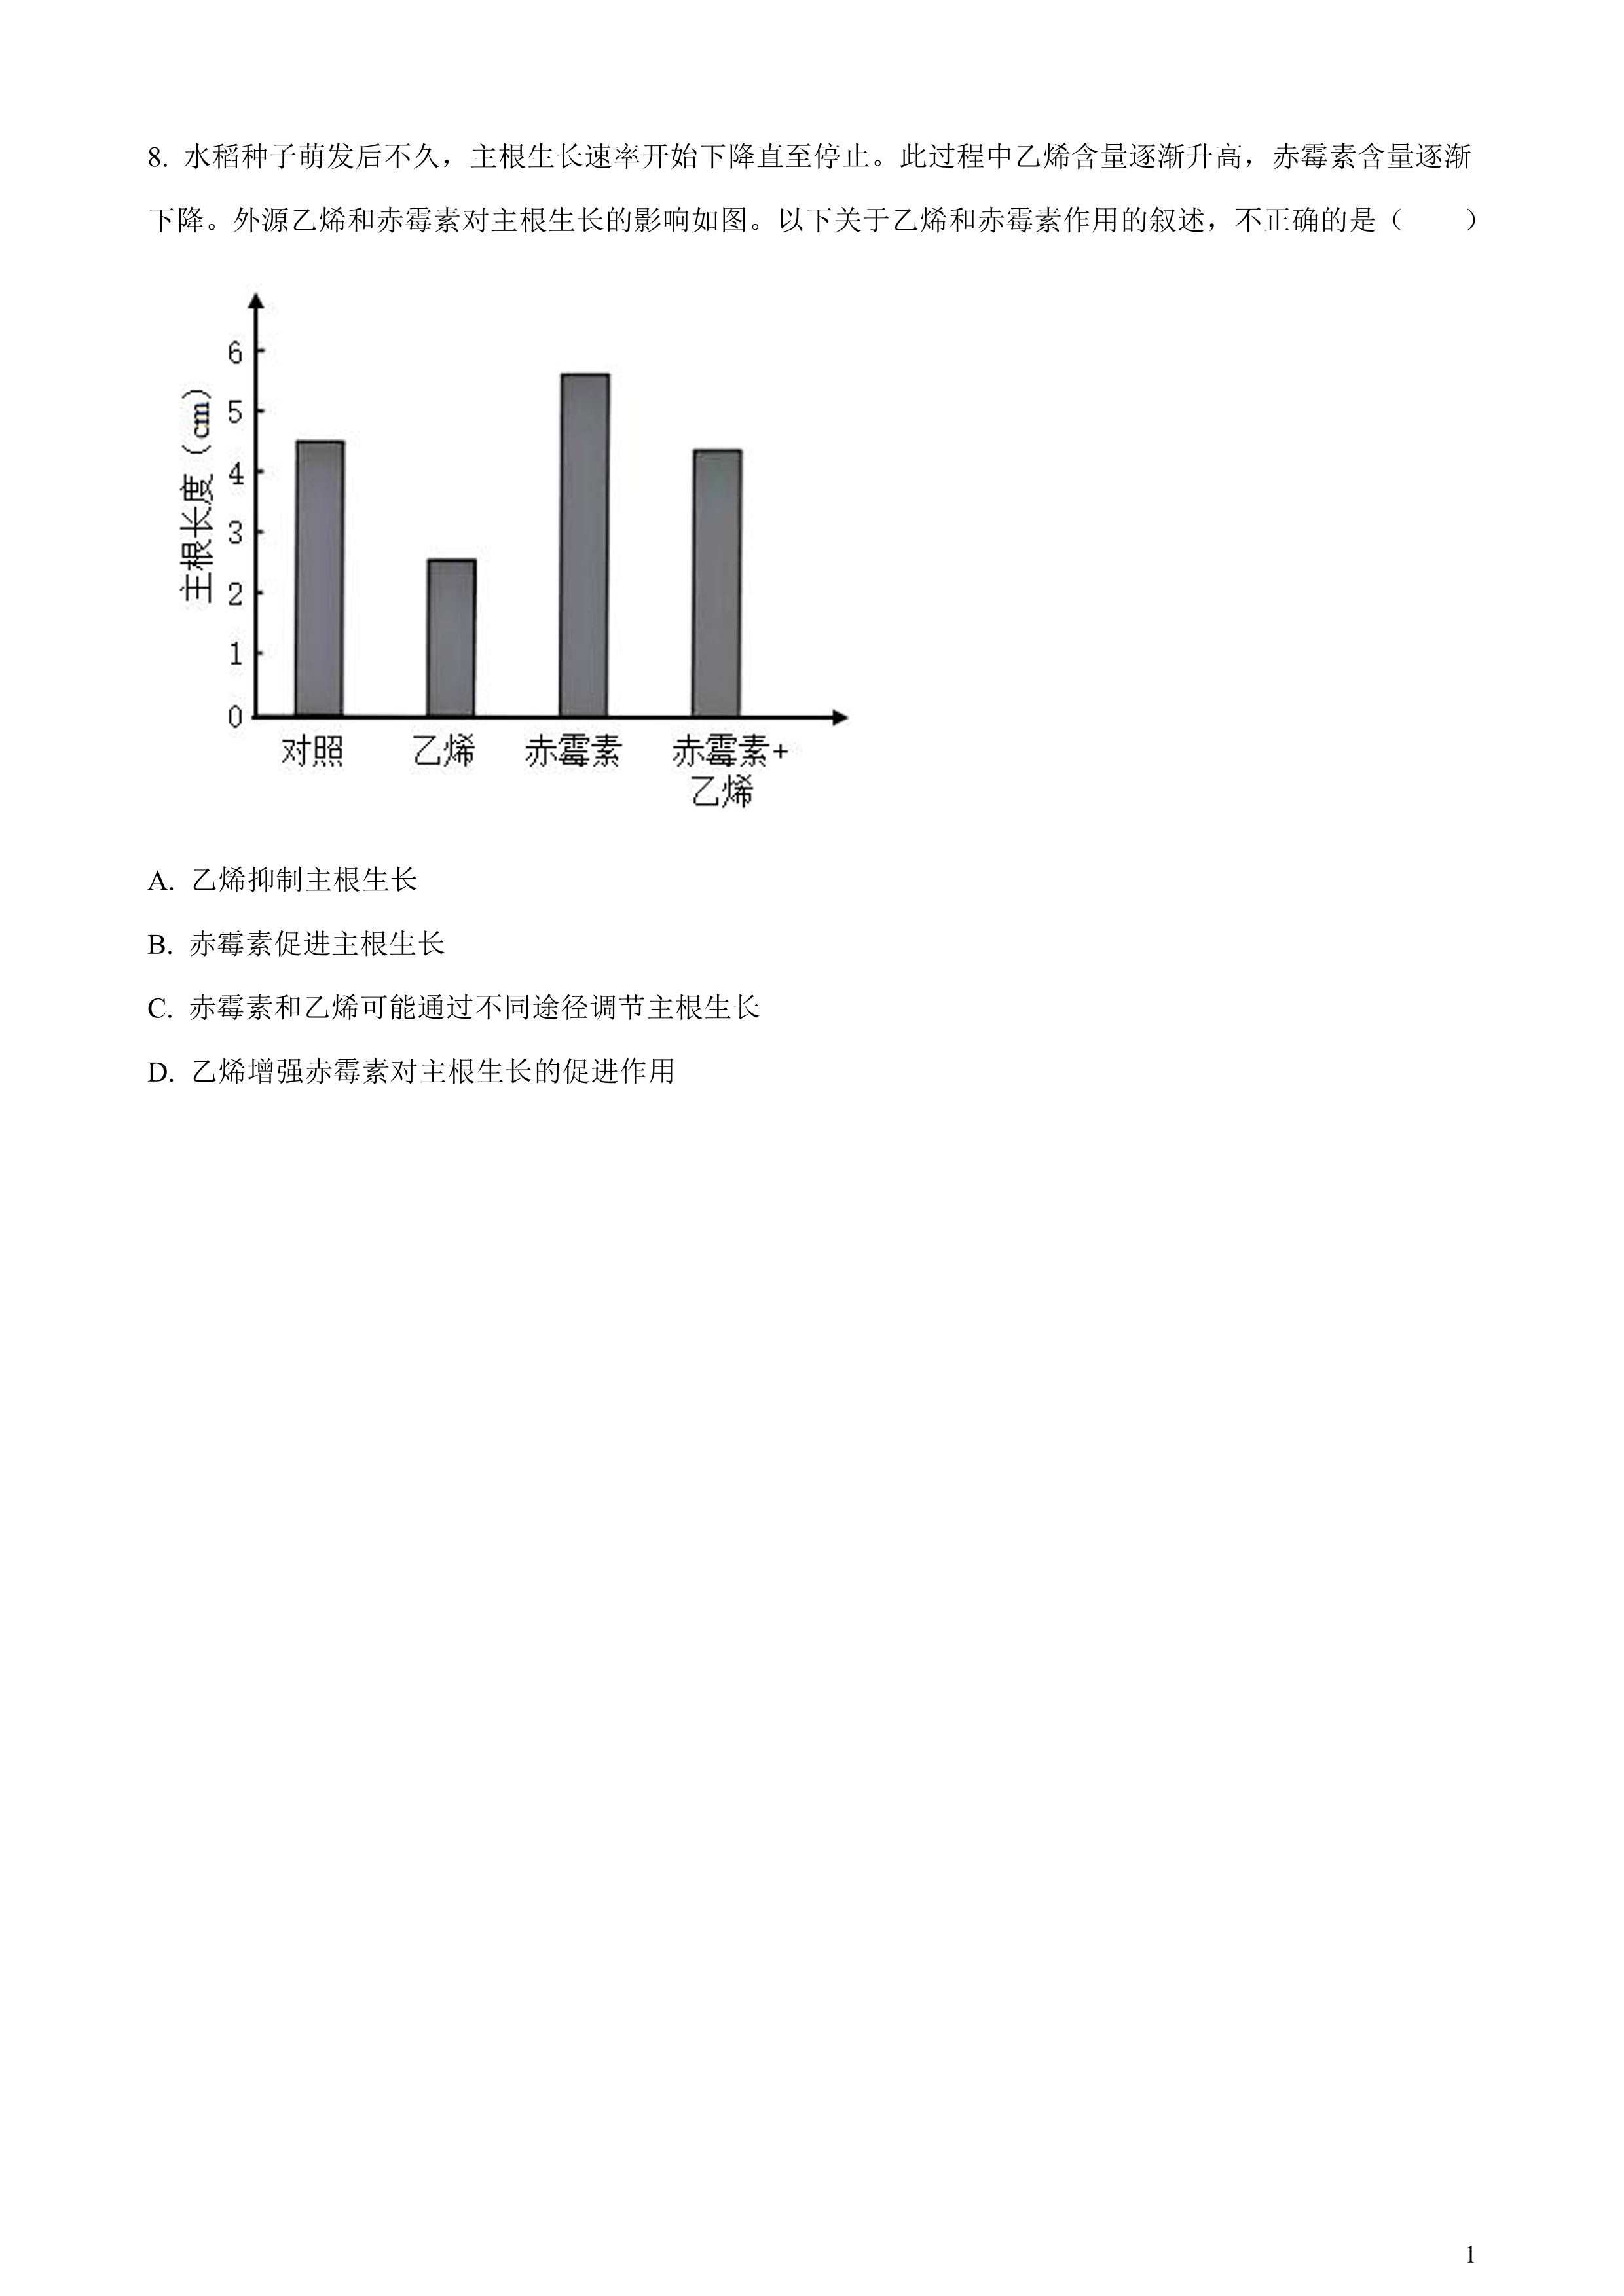 8. 水稻种子萌发后不久，主根生长速率开始下降直至停止。此过程中乙烯含量逐渐升高，赤霉素含量逐渐
下降。外源乙烯和赤霉素对主根生长的影响如图。以下关于乙烯和赤霉素作用的叙述，不正确的是（  ）
主根长度（cm）
6
5
4
3
2
1
0
对照 乙烯 赤霉素 赤霉素+
乙烯
A. 乙烯抑制主根生长
B. 赤霉素促进主根生长
C. 赤霉素和乙烯可能通过不同途径调节主根生长
D. 乙烯增强赤霉素对主根生长的促进作用
1